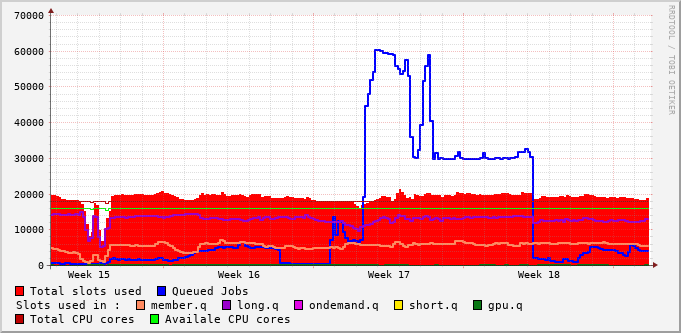 70000
60000
50000
40000
30000
20000
10000
0
Week 15 Week 16 Week 17 Week 18
Total slots used Queued Jobs
Slots used in : member.q long.q ondemand.q short.q gpu.q
Total CPU cores Availale CPU cores
RRDTOOL / TOBI OETIKER